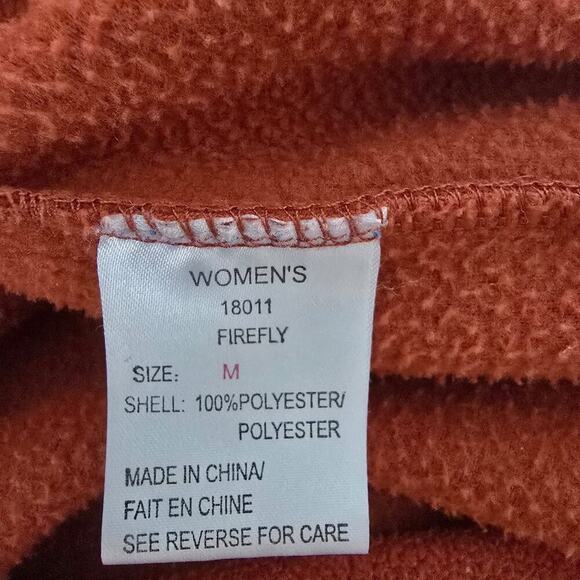 WOMEN'S
18011
FIREFLY
SIZE: M
SHELL: 100%POLYESTER/
POLYESTER
MADE IN CHINA/
FAIT EN CHINE
SEE REVERSE FOR CARE